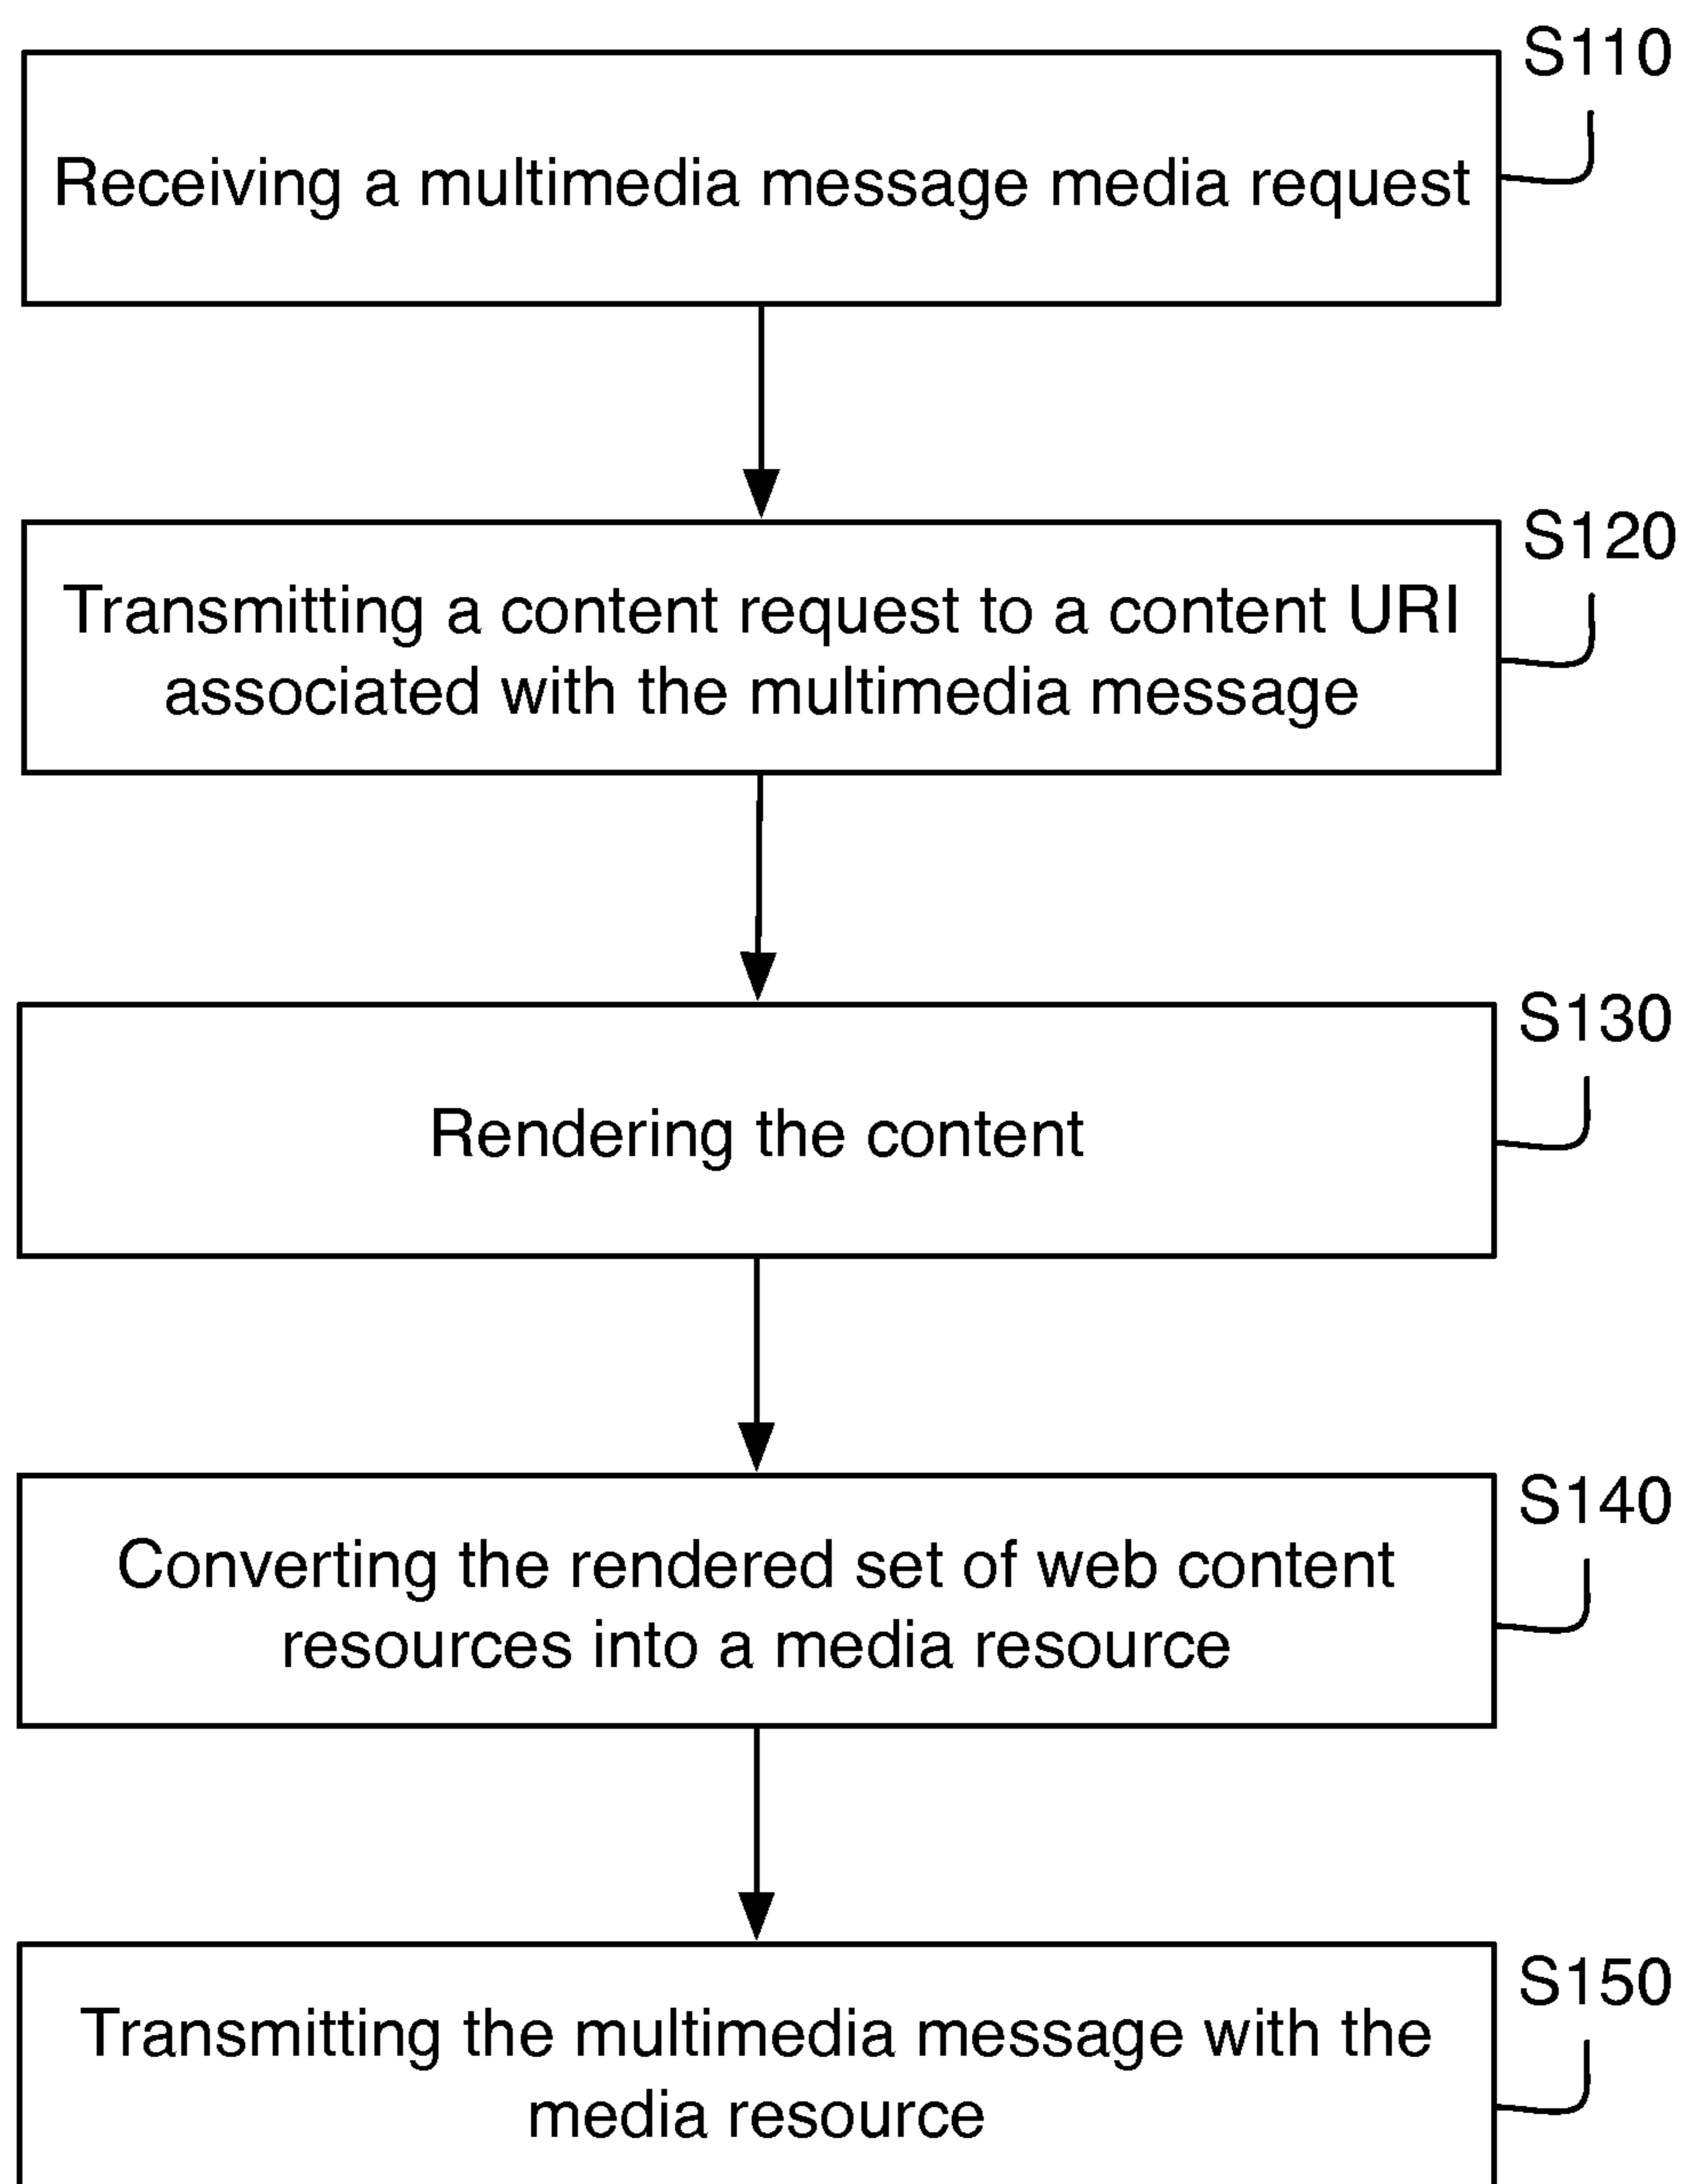 S110
Receiving a multimedia message media request
S120
Transmitting a content request to a content URI
associated with the multimedia message
S130
Rendering the content
S140
Converting the rendered set of web content
resources into a media resource
S150
Transmitting the multimedia message with the
media resource